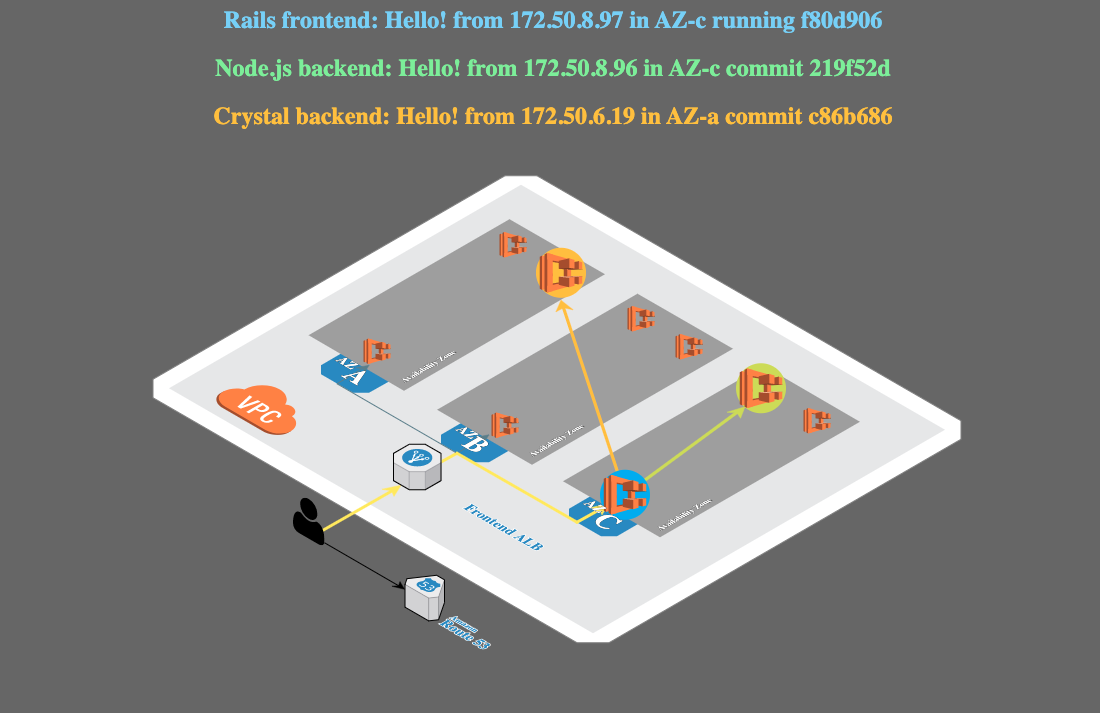 Rails frontend: Hello! from 172.50.8.97 in AZ-c running f80d906
Node.js backend: Hello! from 172.50.8.96 in AZ-c commit 219f52d
Crystal backend: Hello! from 172.50.6.19 in AZ-a commit c86b686
AZ
A
Availability Zone
VPC
AZ
B
Availability Zone
AZ
C
Availability Zone
Frontend ALB
53
Amazon
Route 53